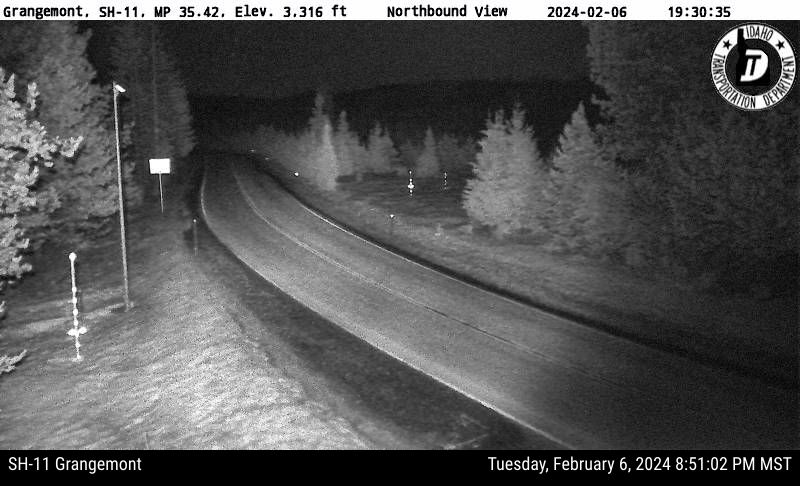 Grangemont, SH-11, MP 35.42, Elev. 3,316 ft Northbound View 2024-02-06 19:30:35
IDAHO
TRANSPORTATION DEPARTMENT
SH-11 Grangemont Tuesday, February 6, 2024 8:51:02 PM MST